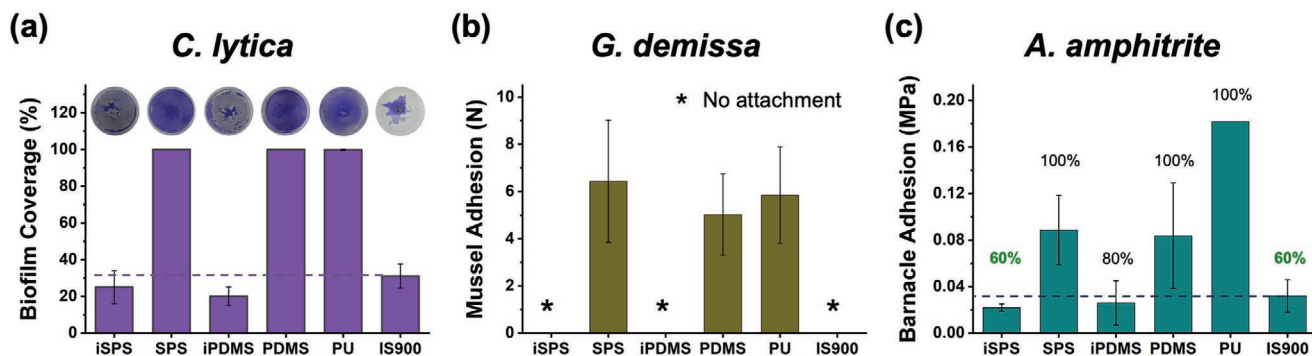 (a)
C. lytica
Biofilm Coverage (%)
120
100
80
60
40
20
0
iSPS SPS iPDMS PDMS PU IS900
(b)
G. demissa
* No attachment
Mussel Adhesion (N)
10
8
6
4
2
0
* * *
iSPS SPS iPDMS PDMS PU IS900
(c)
A. amphitrite
Barnacle Adhesion (MPa)
0.20
0.16
0.12
0.08
0.04
0.00
60% 100% 80% 100% 100% 60%
iSPS SPS iPDMS PDMS PU IS900